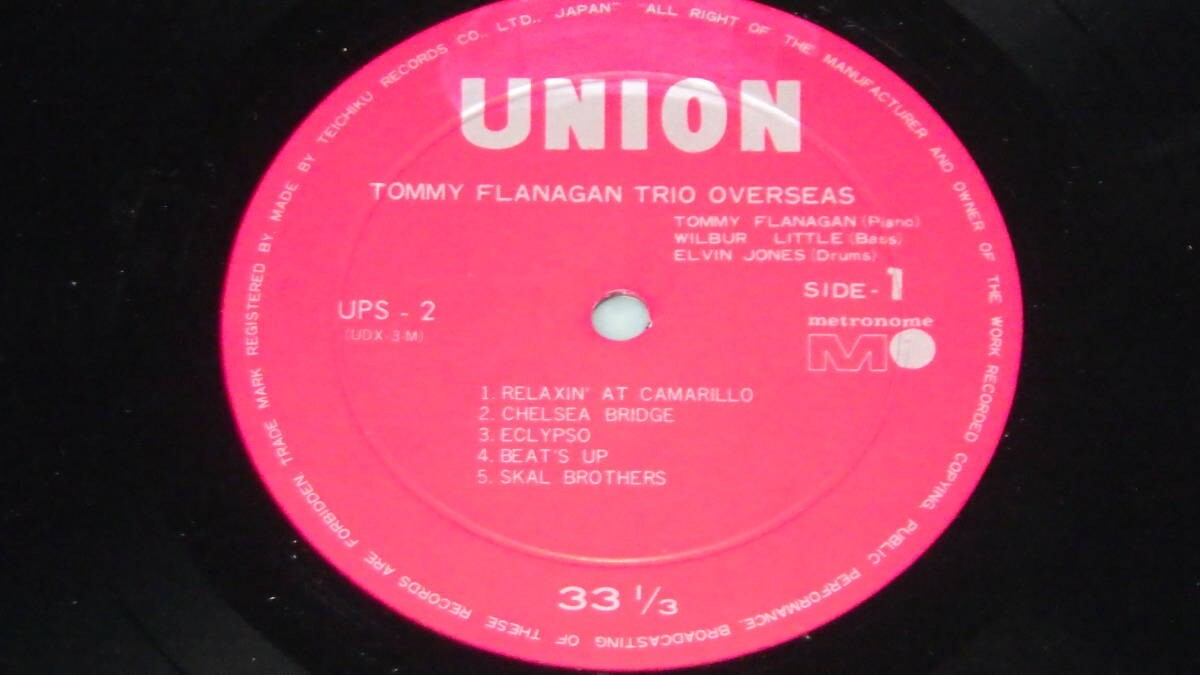 UNION
TOMMY FLANAGAN TRIO OVERSEAS
TOMMY FLANAGAN (Piano)
WILBUR LITTLE (Bass)
ELVIN JONES (Drums)
SIDE-1
UPS - 2
(UDX-3-M)
metronome
M
1. RELAXIN' AT CAMARILLO
2. CHELSEA BRIDGE
3. ECLYPSO
4. BEAT'S UP
5. SKAL BROTHERS
33 1/3
TRADE MARK REGISTERED BY MADE BY TEICHIKU RECORDS CO., LTD., JAPAN" "ALL RIGHT OF THE MANUFACTURER AND OWNER OF THE WORK RECORDED COPYING, PUBLIC PERFORMANCE, BROADCASTING OF THESE RECORDS ARE FORBIDDEN